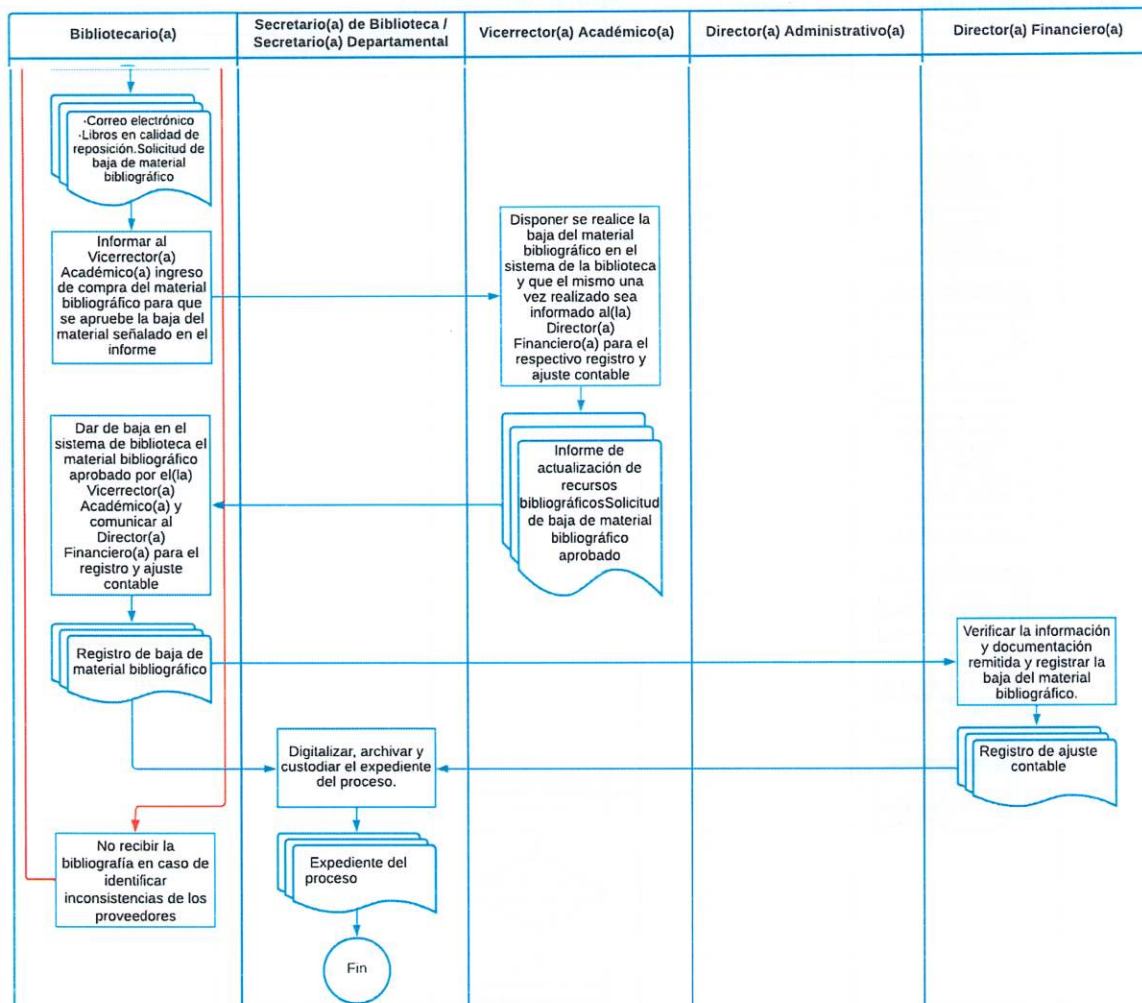 Bibliotecario(a)
Secretario(a) de Biblioteca /
Secretario(a) Departamental
Vicerrector(a) Académico(a)
Director(a) Administrativo(a)
Director(a) Financiero(a)
·Correo electrónico
·Libros en calidad de
reposición.Solicitud de
baja de material
bibliográfico
Informar al
Vicerrector(a)
Académico(a) ingreso
de compra del material
bibliográfico para que
se apruebe la baja del
material señalado en el
informe
Disponer se realice la
baja del material
bibliográfico en el
sistema de la biblioteca
y que el mismo una
vez realizado sea
informado al(la)
Director(a)
Financiero(a) para el
respectivo registro y
ajuste contable
Informe de
actualización de
recursos
bibliográficosSolicitud
de baja de material
bibliográfico
aprobado
Dar de baja en el
sistema de biblioteca el
material bibliográfico
aprobado por el(la)
Vicerrector(a)
Académico(a) y
comunicar al
Director(a)
Financiero(a) para el
registro y ajuste
contable
Registro de baja de
material bibliográfico
Verificar la información
y documentación
remitida y registrar la
baja del material
bibliográfico.
Registro de ajuste
contable
Digitalizar, archivar y
custodiar el expediente
del proceso.
Expediente del
proceso
Fin
No recibir la
bibliografía en caso de
identificar
inconsistencias de los
proveedores